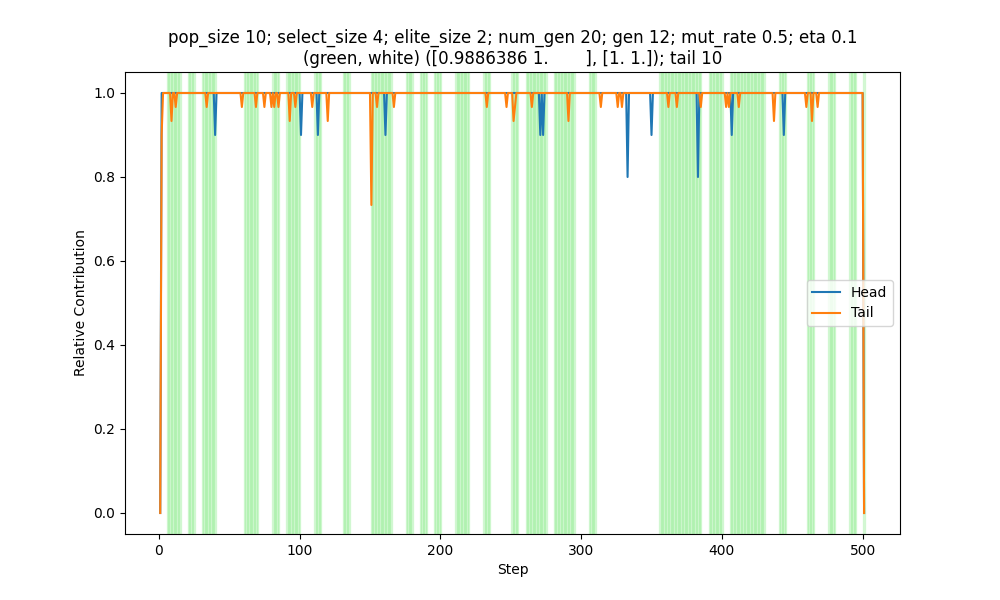 pop_size 10; select_size 4; elite_size 2; num_gen 20; gen 12; mut_rate 0.5; eta 0.1
(green, white) ([0.9886386 1.        ], [1. 1.]); tail 10
1.0
0.8
0.6
0.4
0.2
0.0
Relative Contribution
Head
Tail
0
100
200
300
400
500
Step